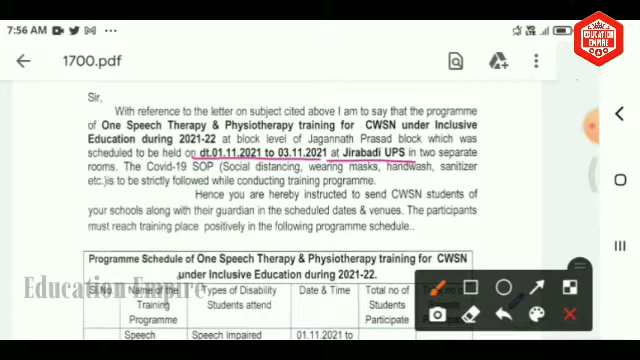 7:56 AM
EDUCATION
EMPIRE
1700.pdf
Sir,
With reference to the letter on subject cited above I am to say that the programme
of One Speech Therapy & Physiotherapy training for CWSN under Inclusive
Education during 2021-22 at block level of Jagannath Prasad block which was
scheduled to be held on dt.01.11.2021 to 03.11.2021 at Jirabadi UPS in two separate
rooms. The Covid-19 SOP (Social distancing, wearing masks, handwash, sanitizer
etc.)is to be strictly followed while conducting training programme.
Hence you are hereby instructed to send CWSN students of
your schools along with their guardian in the scheduled dates & venues. The participants
must reach training place positively in the following programme schedule..
Programme Schedule of One Speech Therapy & Physiotherapy training for CWSN
under Inclusive Education during 2021-22.
Education Empire
Sl.No Name of the Training Programme Types of Disability Students attend Date & Time Total no of Students Participate
Speech Speech Impaired 01.11.2021 to